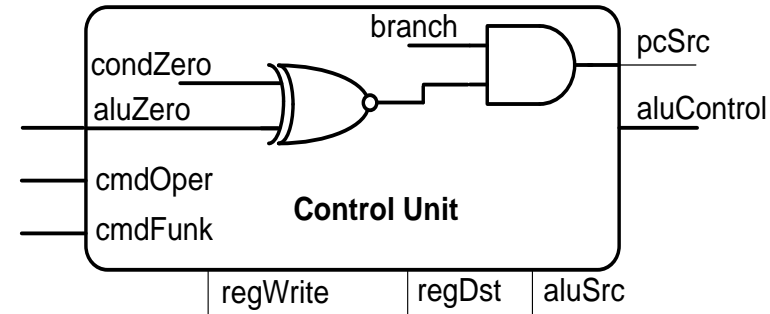 branch
pcSrc
condZero
aluZero
aluControl
cmdOper
Control Unit
cmdFunk
regWrite
regDst
aluSrc